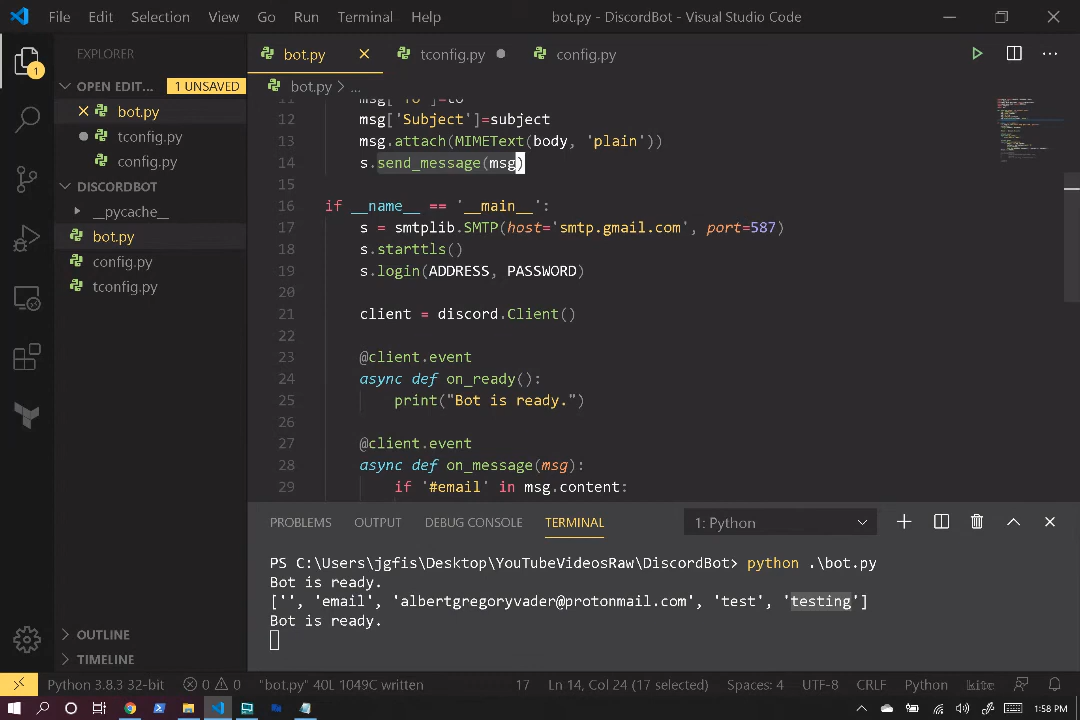 File Edit Selection View Go Run Terminal Help bot.py - DiscordBot - Visual Studio Code
EXPLORER
OPEN EDIT... 1 UNSAVED
bot.py
tconfig.py
config.py
DISCORDBOT
__pycache__
bot.py
config.py
tconfig.py
OUTLINE
TIMELINE
1
bot.py tconfig.py config.py
bot.py > ...
11 msg['To']=to
12 msg['Subject']=subject
13 msg.attach(MIMEText(body, 'plain'))
14 s.send_message(msg)
15
16 if __name__ == '__main__':
17 s = smtplib.SMTP(host='smtp.gmail.com', port=587)
18 s.starttls()
19 s.login(ADDRESS, PASSWORD)
20
21 client = discord.Client()
22
23 @client.event
24 async def on_ready():
25 print("Bot is ready.")
26
27 @client.event
28 async def on_message(msg):
29 if '#email' in msg.content:
PROBLEMS OUTPUT DEBUG CONSOLE TERMINAL 1: Python
PS C:\Users\jgfis\Desktop\YouTubeVideosRaw\DiscordBot> python .\bot.py
Bot is ready.
['', 'email', 'albertgregoryvader@protonmail.com', 'test', 'testing']
Bot is ready.
Python 3.8.3 32-bit 0 0 "bot.py" 40L 1049C written 17 Ln 14, Col 24 (17 selected) Spaces: 4 UTF-8 CRLF Python kite
1:58 PM